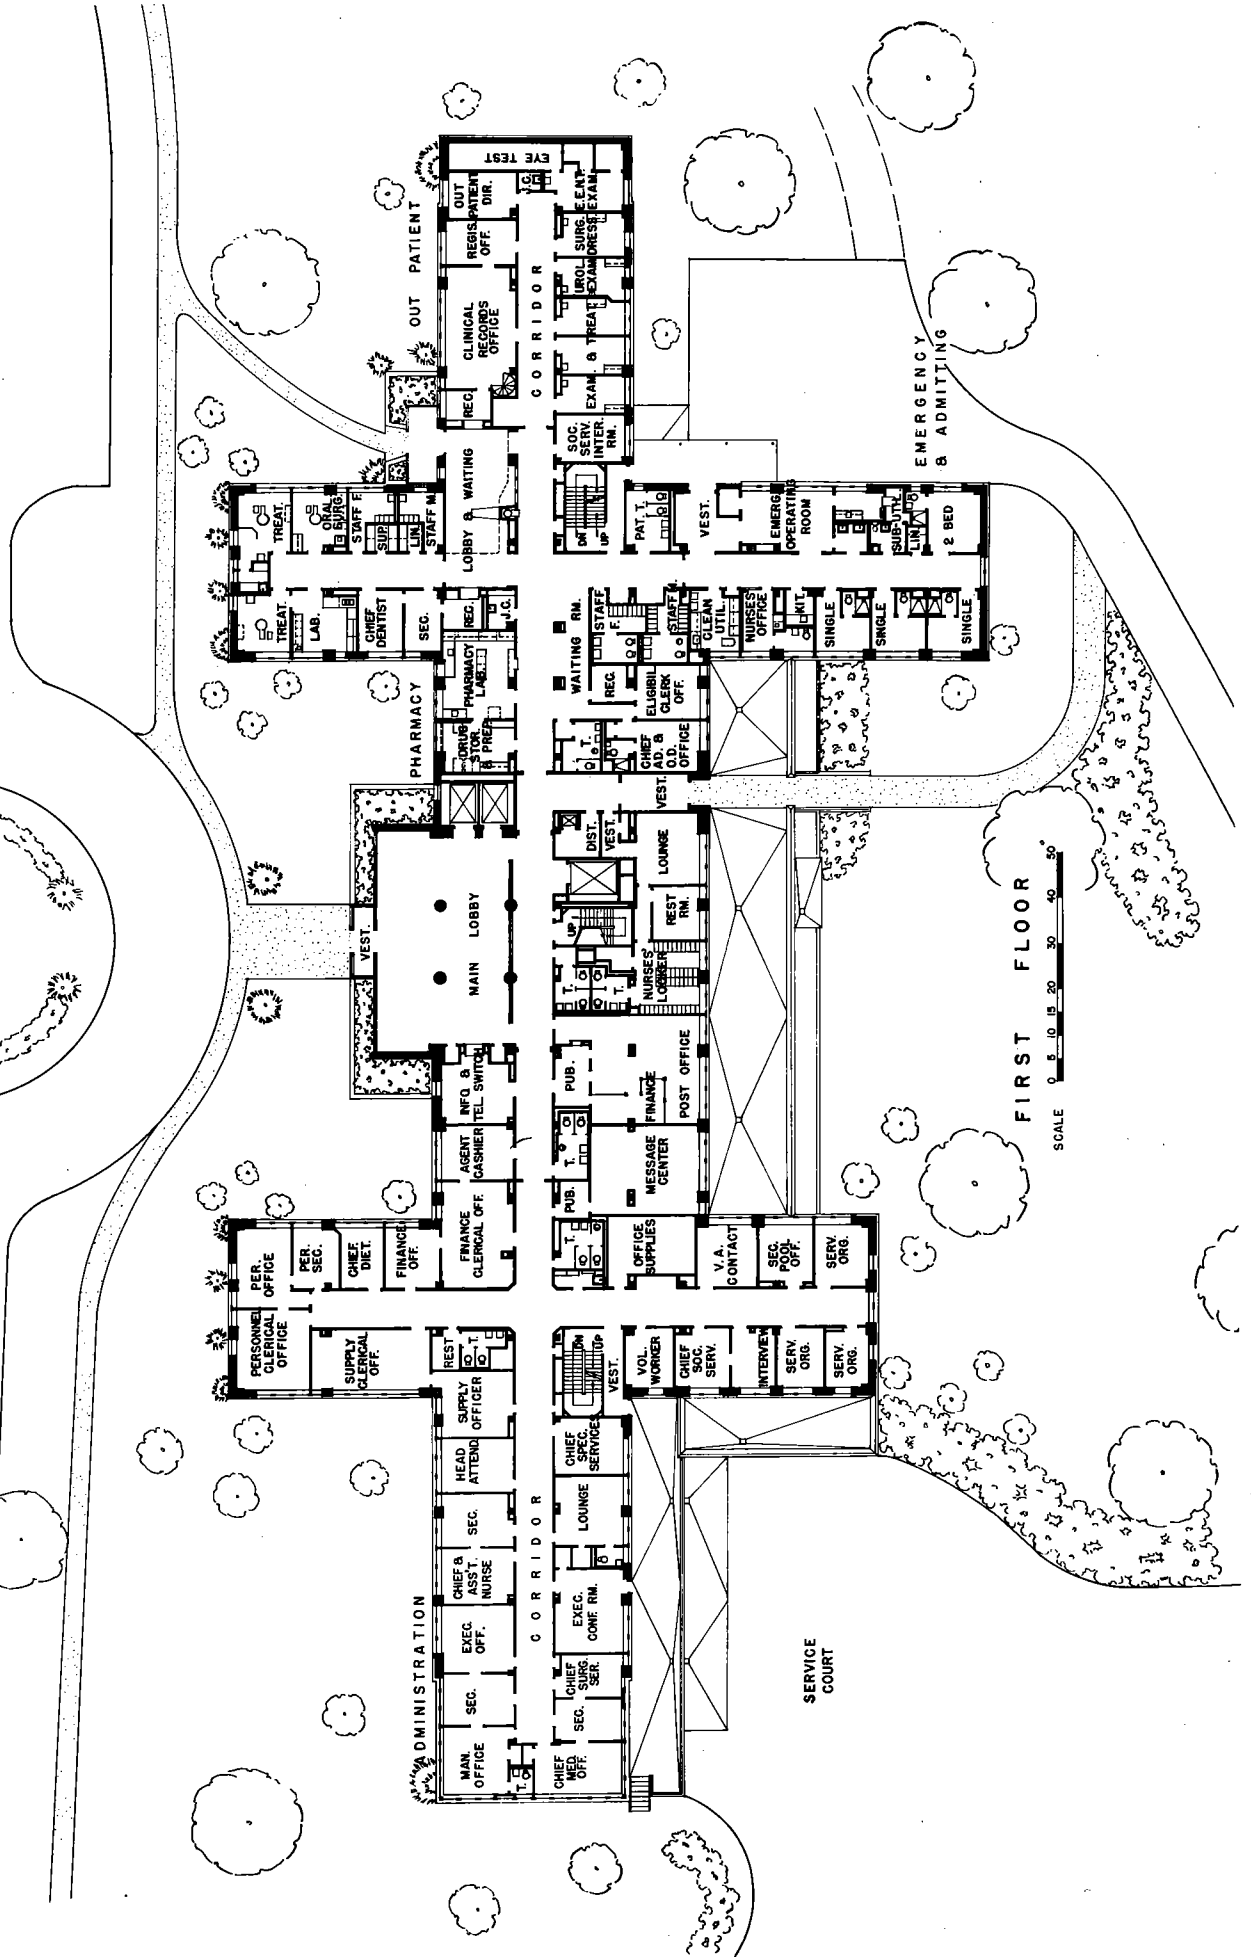 ADMINISTRATION
PHARMACY
OUT PATIENT
PERSONNEL
CLERICAL
OFFICE
PER.
OFFICE
SUPPLY
CLERICAL
OFF.
PER.
SEC.
CHIEF
DIET.
FINANCE
OFF.
TREAT.
TREAT.
LAB.
ORAL
SURG.
CHIEF
DENTIST
STAFF F.
SUP.
SEC.
LIN.
STAFF M.
VEST.
MAN.
OFFICE
SEC.
EXEC.
OFF.
CHIEF &
ASS'T.
NURSE
SEC.
HEAD
ATTEND.
SUPPLY
OFFICER
REST
T.
FINANCE
CLERICAL OFF.
AGENT
CASHIER
INFO. &
TEL. SWITCH
MAIN LOBBY
DRUG
STOR.
& PREP.
PHARMACY
LAB.
REC.
J.C.
LOBBY & WAITING
REC.
CLINICAL
RECORDS
OFFICE
REGIS.
OFF.
OUT
PATIENT
DIR.
J.C.
EYE TEST
T.
CORRIDOR
CORRIDOR
CHIEF
MED.
OFF.
SEC.
CHIEF
SURG.
SER.
EXEC.
CONF. RM.
LOUNGE
CHIEF
SPEC.
SERVICES
DN
UP
VEST.
T.
PUB.
T.
PUB.
OFFICE
SUPPLIES
MESSAGE
CENTER
FINANCE
POST OFFICE
T.
T.
UP
NURSES'
LOCKER
REST
RM.
LOUNGE
DIST.
VEST.
VEST.
T.
CHIEF
AD. &
O.D.
OFFICE
WAITING RM.
REC.
ELIGIBIL.
CLERK
OFF.
STAFF
F.
STAFF M.
DN
UP
PAT. T.
SOC.
SERV.
INTER.
RM.
EXAM. & TREAT.
UROL.
EXAM.
SURG.
DRESS.
E.E.N.T.
EXAM.
VOL.
WORKER
CHIEF
SOC.
SERV.
INTERVIEW
SERV.
ORG.
SERV.
ORG.
V. A.
CONTACT
SEC.
POOL
OFF.
SERV.
ORG.
CLEAN
UTIL.
NURSES'
OFFICE
KIT.
SINGLE
SINGLE
SINGLE
VEST.
EMERG.
OPERATING
ROOM
SUB-UTIL.
LIN.
2 BED
EMERGENCY
& ADMITTING
SERVICE
COURT
FIRST FLOOR
SCALE
0 5 10 15 20 30 40 50'